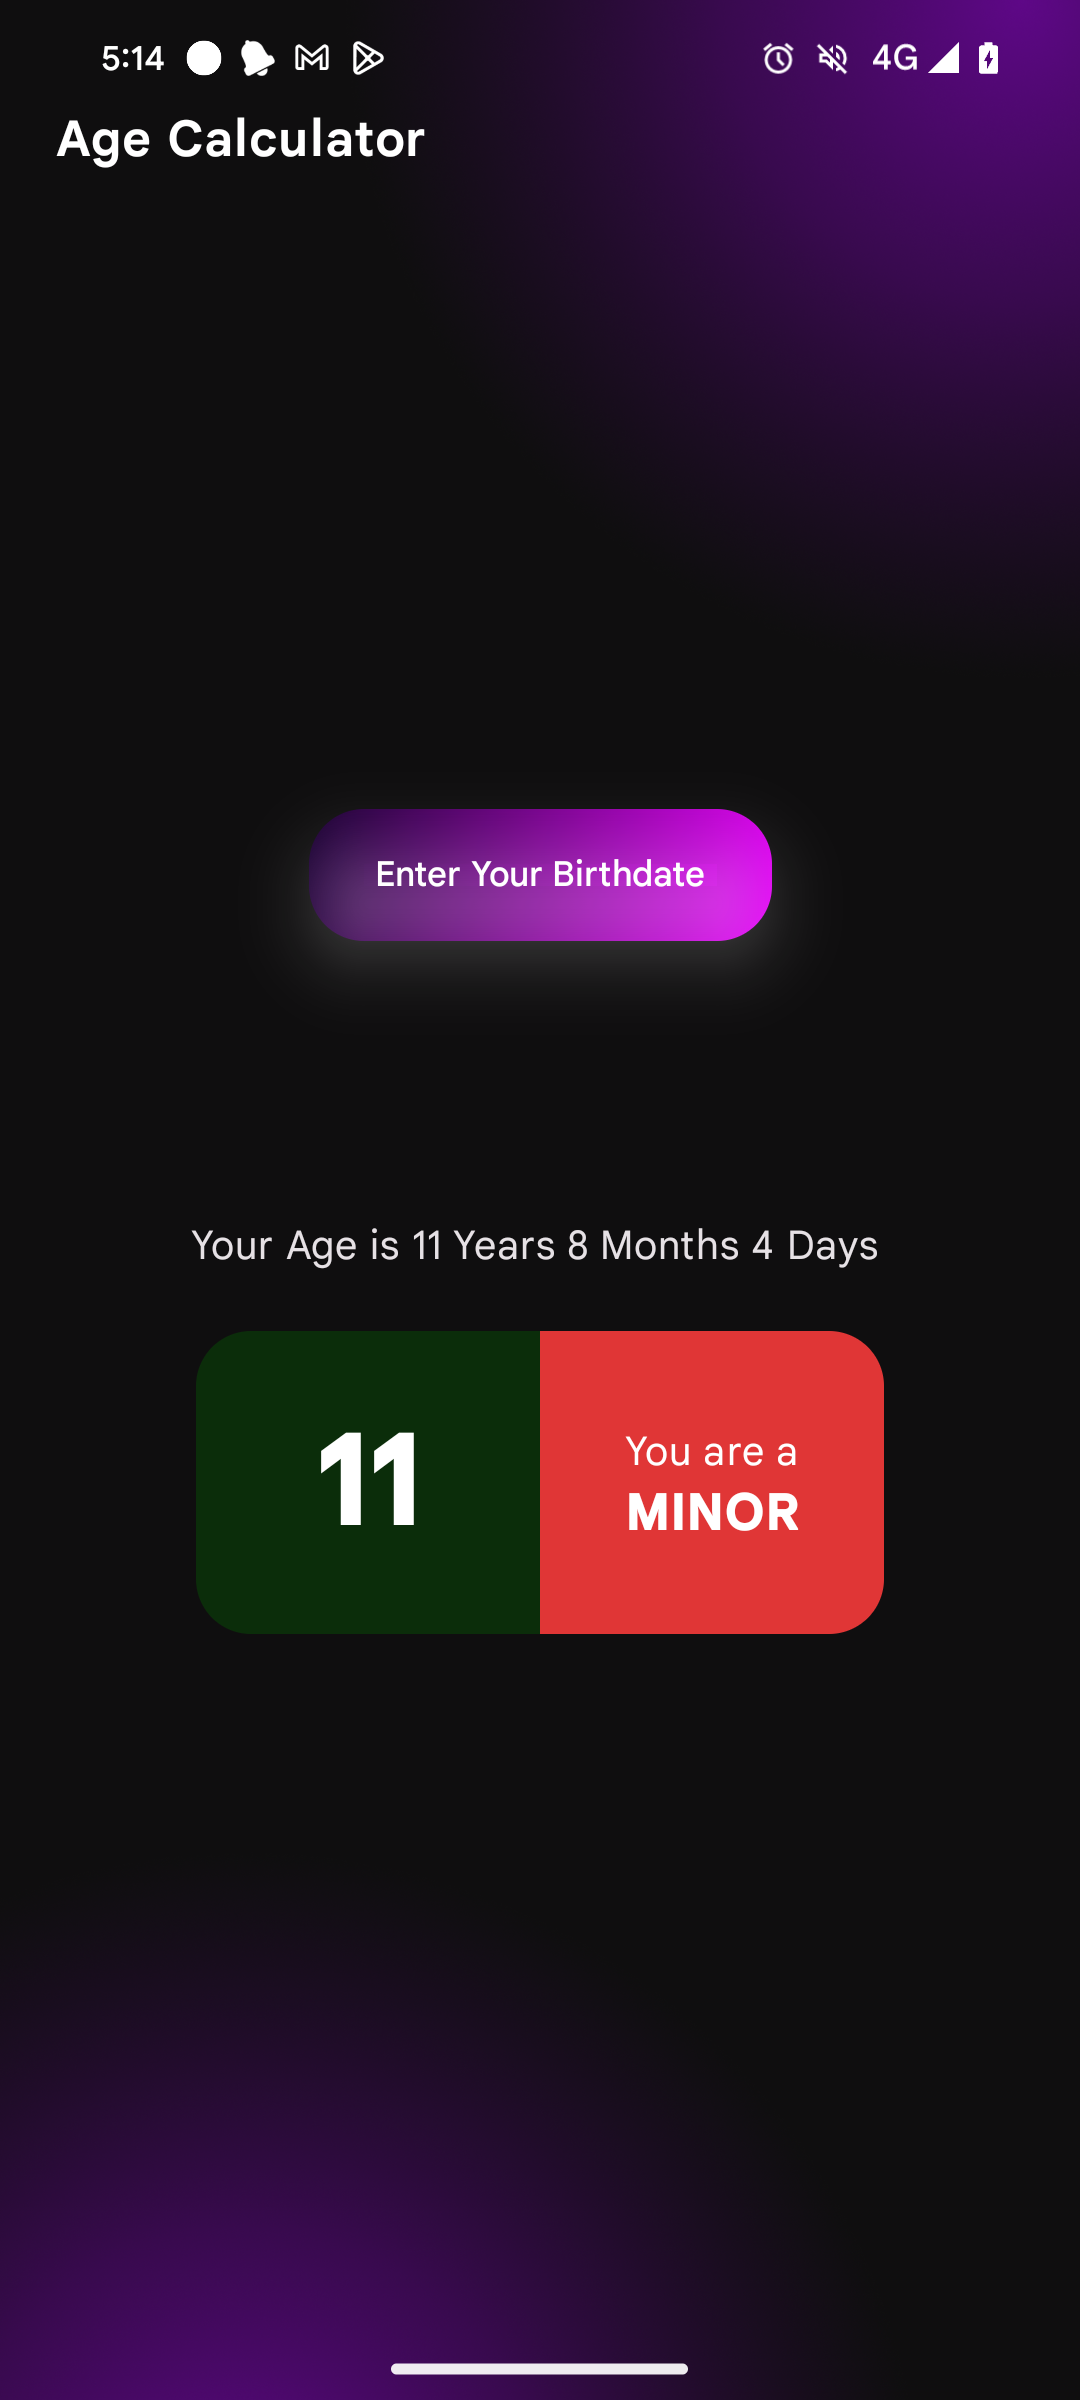 5:14 4G
Age Calculator
Enter Your Birthdate
Your Age is 11 Years 8 Months 4 Days
11
You are a
MINOR